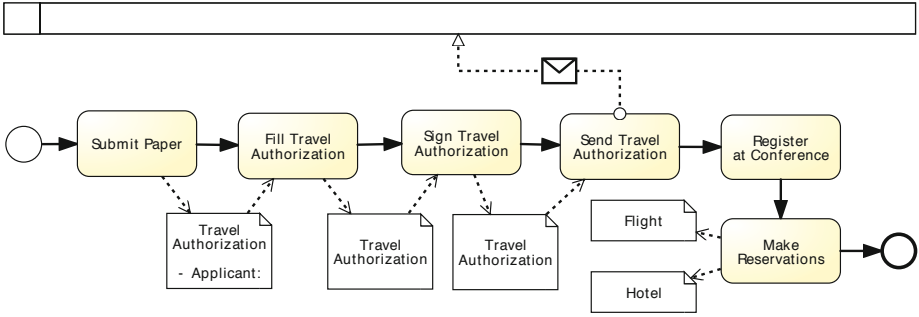 Submit Paper
Fill Travel
Authorization
Sign Travel
Authorization
Send Travel
Authorization
Register
at Conference
Travel
Authorization
- Applicant:
Travel
Authorization
Travel
Authorization
Flight
Hotel
Make
Reservations